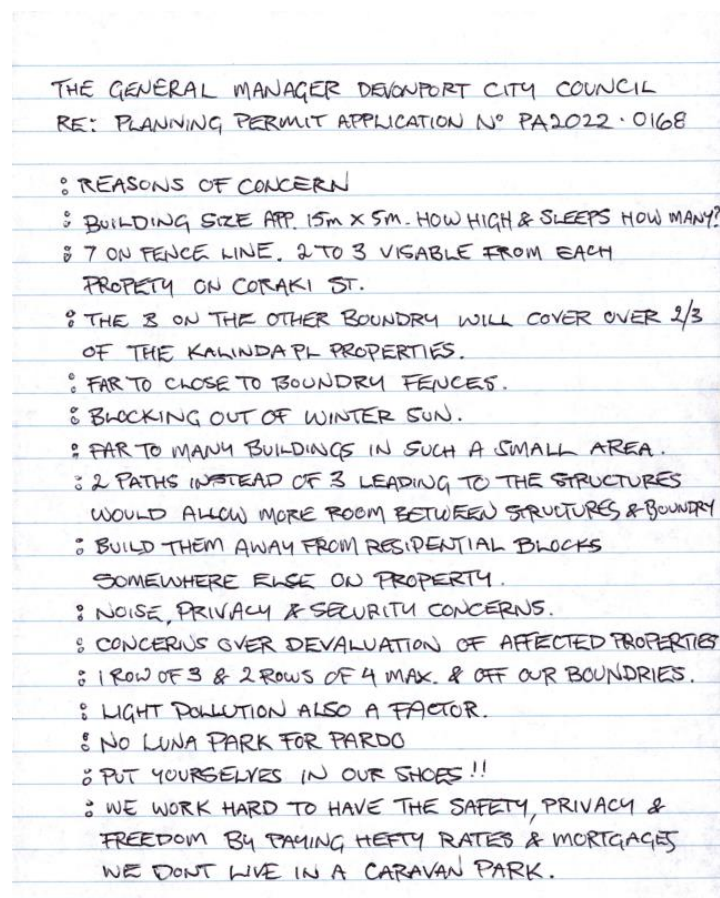 THE GENERAL MANAGER DEVONPORT CITY COUNCIL
RE: PLANNING PERMIT APPLICATION Nº PA2022·0168
: REASONS OF CONCERN
: BUILDING SIZE APP. 15m X 5m. HOW HIGH & SLEEPS HOW MANY?
: 7 ON FENCE LINE. 2 TO 3 VISABLE FROM EACH
PROPETY ON CORAKI ST.
: THE 3 ON THE OTHER BOUNDRY WILL COVER OVER 2/3
OF THE KALINDA PL PROPERTIES.
: FAR TO CLOSE TO BOUNDRY FENCES.
: BLOCKING OUT OF WINTER SUN.
: FAR TO MANY BUILDINGS IN SUCH A SMALL AREA.
: 2 PATHS INSTEAD OF 3 LEADING TO THE STRUCTURES
WOULD ALLOW MORE ROOM BETWEEN STRUCTURES & BOUNDRY
: BUILD THEM AWAY FROM RESIDENTIAL BLOCKS
SOMEWHERE ELSE ON PROPERTY.
: NOISE, PRIVACY & SECURITY CONCERNS.
: CONCERNS OVER DEVALUATION OF AFFECTED PROPERTIES
: 1 ROW OF 3 & 2 ROWS OF 4 MAX. & OFF OUR BOUNDRIES.
: LIGHT POLLUTION ALSO A FACTOR.
: NO LUNA PARK FOR PARDO
: PUT YOURSELVES IN OUR SHOES!!
: WE WORK HARD TO HAVE THE SAFETY, PRIVACY &
FREEDOM BY PAYING HEFTY RATES & MORTGAGES
WE DONT LIVE IN A CARAVAN PARK.